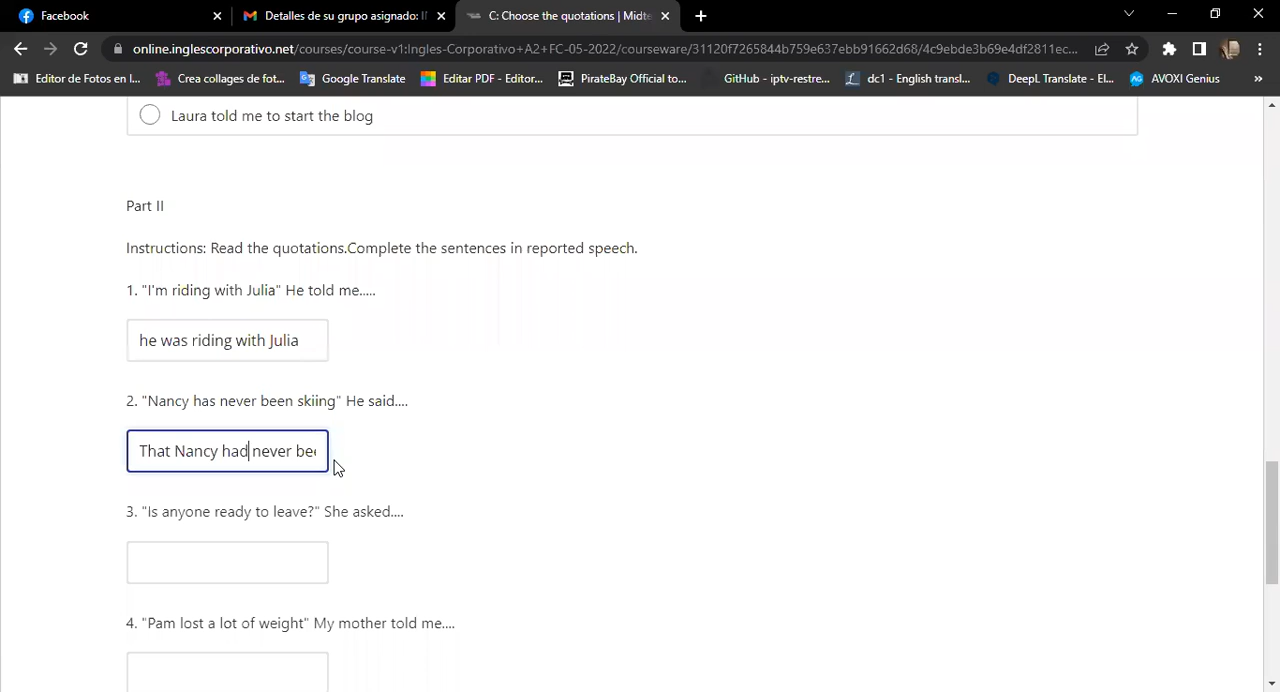 Facebook
Detalles de su grupo asignado: II
C: Choose the quotations | Midte
online.inglescorporativo.net/courses/course-v1:Ingles-Corporativo+A2+FC-05-2022/courseware/31120f7265844b759e637ebb91662d68/4c9ebde3b69e4df2811ec...
Editor de Fotos en l...
Crea collages de fot...
Google Translate
Editar PDF - Editor...
PirateBay Official to...
GitHub - iptv-restre...
dc1 - English transl...
DeepL Translate - El...
AVOXI Genius
»
Laura told me to start the blog
Part II
Instructions: Read the quotations.Complete the sentences in reported speech.
1. "I'm riding with Julia" He told me.....
he was riding with Julia
2. "Nancy has never been skiing" He said....
That Nancy had never bee
3. "Is anyone ready to leave?" She asked....
4. "Pam lost a lot of weight" My mother told me....